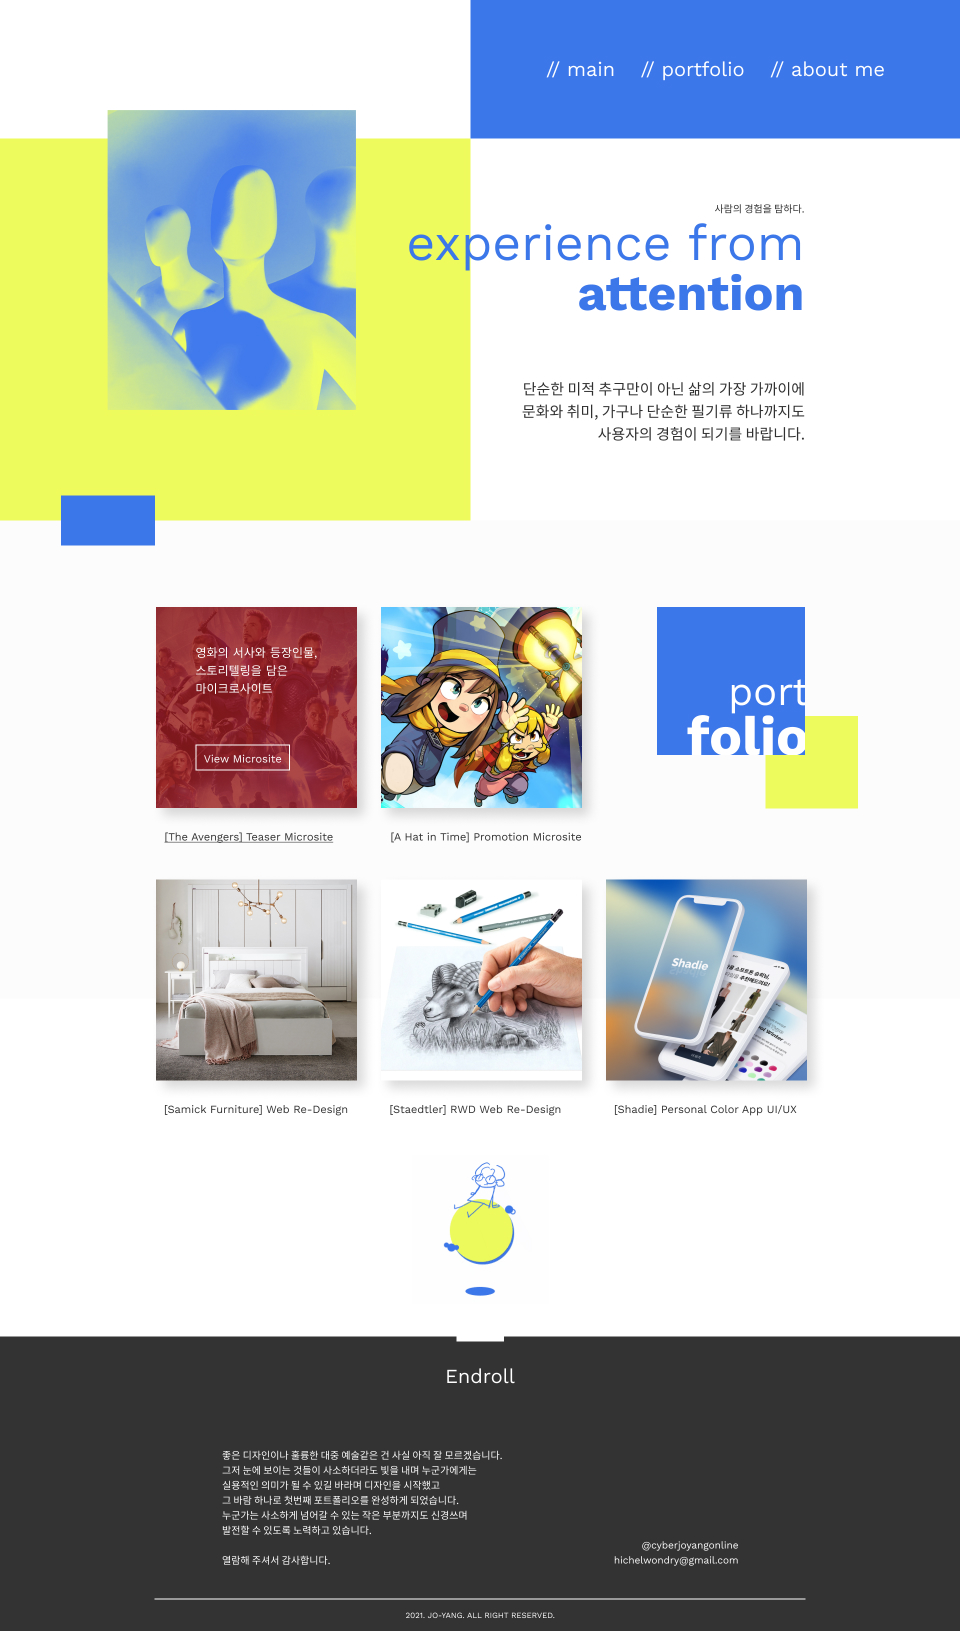 // main // portfolio // about me
사람의 경험을 탐하다.
experience from
attention
단순한 미적 추구만이 아닌 삶의 가장 가까이에
문화와 취미, 가구나 단순한 필기류 하나까지도
사용자의 경험이 되기를 바랍니다.
port
folio
영화의 서사와 등장인물,
스토리텔링을 담은
마이크로사이트
View Microsite
[The Avengers] Teaser Microsite
[A Hat in Time] Promotion Microsite
Shadie
[Samick Furniture] Web Re-Design
[Staedtler] RWD Web Re-Design
[Shadie] Personal Color App UI/UX
Endroll
좋은 디자인이나 훌륭한 대중 예술같은 건 사실 아직 잘 모르겠습니다.
그저 눈에 보이는 것들이 사소하더라도 빛을 내며 누군가에게는
실용적인 의미가 될 수 있길 바라며 디자인을 시작했고
그 바람 하나로 첫번째 포트폴리오를 완성하게 되었습니다.
누군가는 사소하게 넘어갈 수 있는 작은 부분까지도 신경쓰며
발전할 수 있도록 노력하고 있습니다.
열람해 주셔서 감사합니다.
@cyberjoyangonline
hichelwondry@gmail.com
2021. JO-YANG. ALL RIGHT RESERVED.